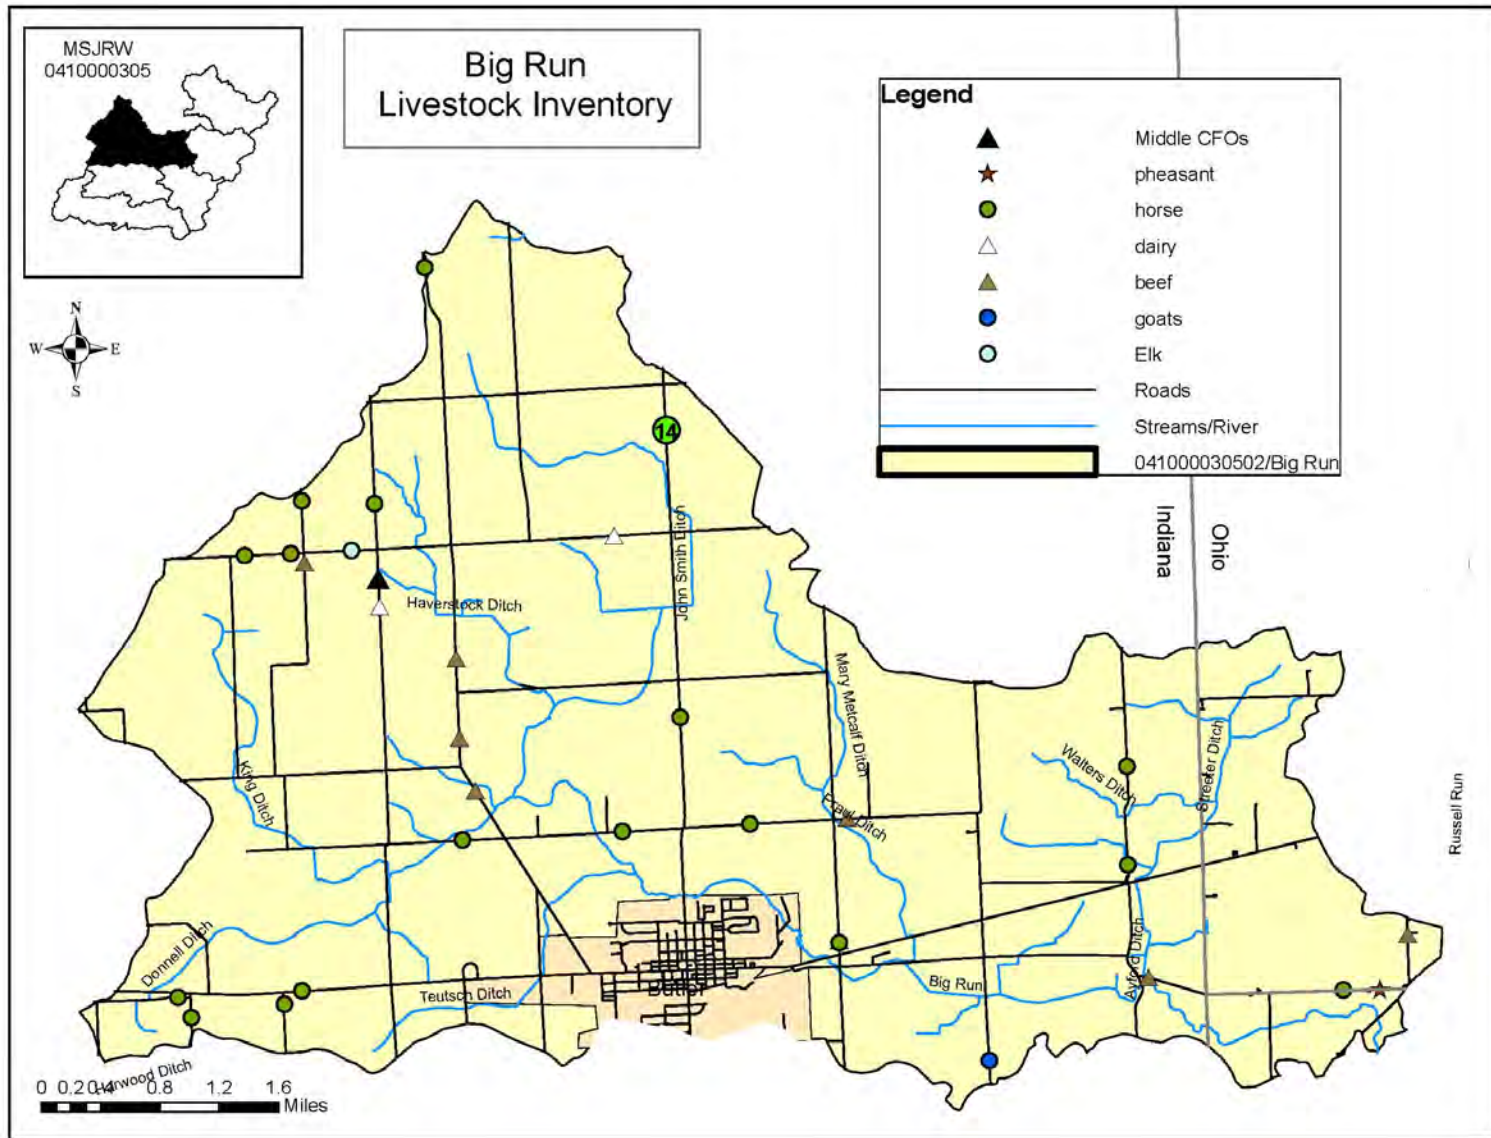 MSJRW
0410000305
Big Run
Livestock Inventory
Legend
Middle CFOs
pheasant
horse
dairy
beef
goats
Elk
Roads
Streams/River
041000030502/Big Run
N
W E
S
14
Indiana
Ohio
John Smith Ditch
Haverstock Ditch
Mary Metcalf Ditch
King Ditch
Walters Ditch
Streeter Ditch
Russell Run
Donnell Ditch
Teutsch Ditch
Butler
Big Run
Ayford Ditch
Harwood Ditch
0 0.2 0.4 0.8 1.2 1.6
Miles